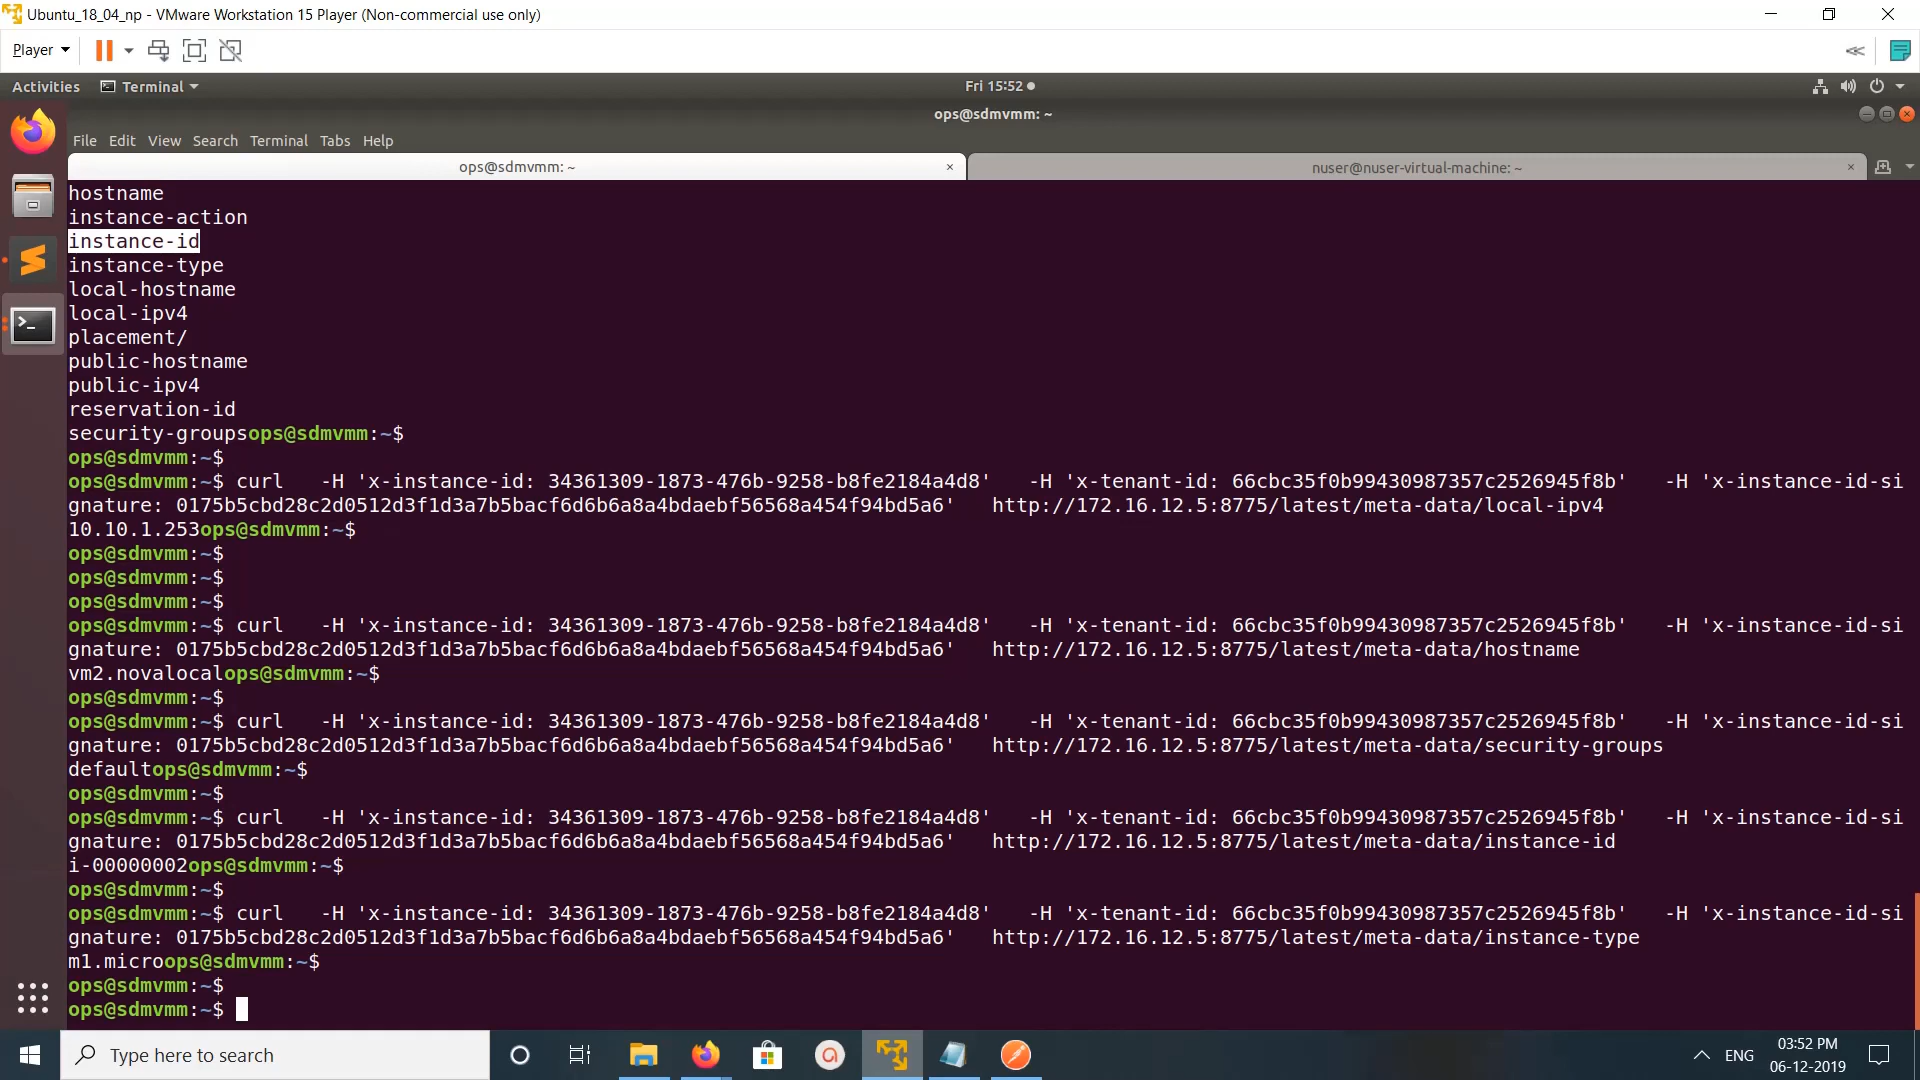 Ubuntu_18_04_np - VMware Workstation 15 Player (Non-commercial use only)
Player
Activities Terminal Fri 15:52
ops@sdmvmm: ~
File Edit View Search Terminal Tabs Help
ops@sdmvmm: ~ × nuser@nuser-virtual-machine: ~ ×
hostname
instance-action
instance-id
instance-type
local-hostname
local-ipv4
placement/
public-hostname
public-ipv4
reservation-id
security-groupsops@sdmvmm:~$
ops@sdmvmm:~$
ops@sdmvmm:~$ curl   -H 'x-instance-id: 34361309-1873-476b-9258-b8fe2184a4d8'   -H 'x-tenant-id: 66cbc35f0b99430987357c2526945f8b'   -H 'x-instance-id-si
gnature: 0175b5cbd28c2d0512d3f1d3a7b5bacf6d6b6a8a4bdaebf56568a454f94bd5a6'   http://172.16.12.5:8775/latest/meta-data/local-ipv4
10.10.1.253ops@sdmvmm:~$
ops@sdmvmm:~$
ops@sdmvmm:~$
ops@sdmvmm:~$
ops@sdmvmm:~$ curl   -H 'x-instance-id: 34361309-1873-476b-9258-b8fe2184a4d8'   -H 'x-tenant-id: 66cbc35f0b99430987357c2526945f8b'   -H 'x-instance-id-si
gnature: 0175b5cbd28c2d0512d3f1d3a7b5bacf6d6b6a8a4bdaebf56568a454f94bd5a6'   http://172.16.12.5:8775/latest/meta-data/hostname
vm2.novalocalops@sdmvmm:~$
ops@sdmvmm:~$
ops@sdmvmm:~$ curl   -H 'x-instance-id: 34361309-1873-476b-9258-b8fe2184a4d8'   -H 'x-tenant-id: 66cbc35f0b99430987357c2526945f8b'   -H 'x-instance-id-si
gnature: 0175b5cbd28c2d0512d3f1d3a7b5bacf6d6b6a8a4bdaebf56568a454f94bd5a6'   http://172.16.12.5:8775/latest/meta-data/security-groups
defaultops@sdmvmm:~$
ops@sdmvmm:~$
ops@sdmvmm:~$ curl   -H 'x-instance-id: 34361309-1873-476b-9258-b8fe2184a4d8'   -H 'x-tenant-id: 66cbc35f0b99430987357c2526945f8b'   -H 'x-instance-id-si
gnature: 0175b5cbd28c2d0512d3f1d3a7b5bacf6d6b6a8a4bdaebf56568a454f94bd5a6'   http://172.16.12.5:8775/latest/meta-data/instance-id
i-00000002ops@sdmvmm:~$
ops@sdmvmm:~$
ops@sdmvmm:~$ curl   -H 'x-instance-id: 34361309-1873-476b-9258-b8fe2184a4d8'   -H 'x-tenant-id: 66cbc35f0b99430987357c2526945f8b'   -H 'x-instance-id-si
gnature: 0175b5cbd28c2d0512d3f1d3a7b5bacf6d6b6a8a4bdaebf56568a454f94bd5a6'   http://172.16.12.5:8775/latest/meta-data/instance-type
m1.microops@sdmvmm:~$
ops@sdmvmm:~$
ops@sdmvmm:~$
Type here to search
ENG
03:52 PM
06-12-2019